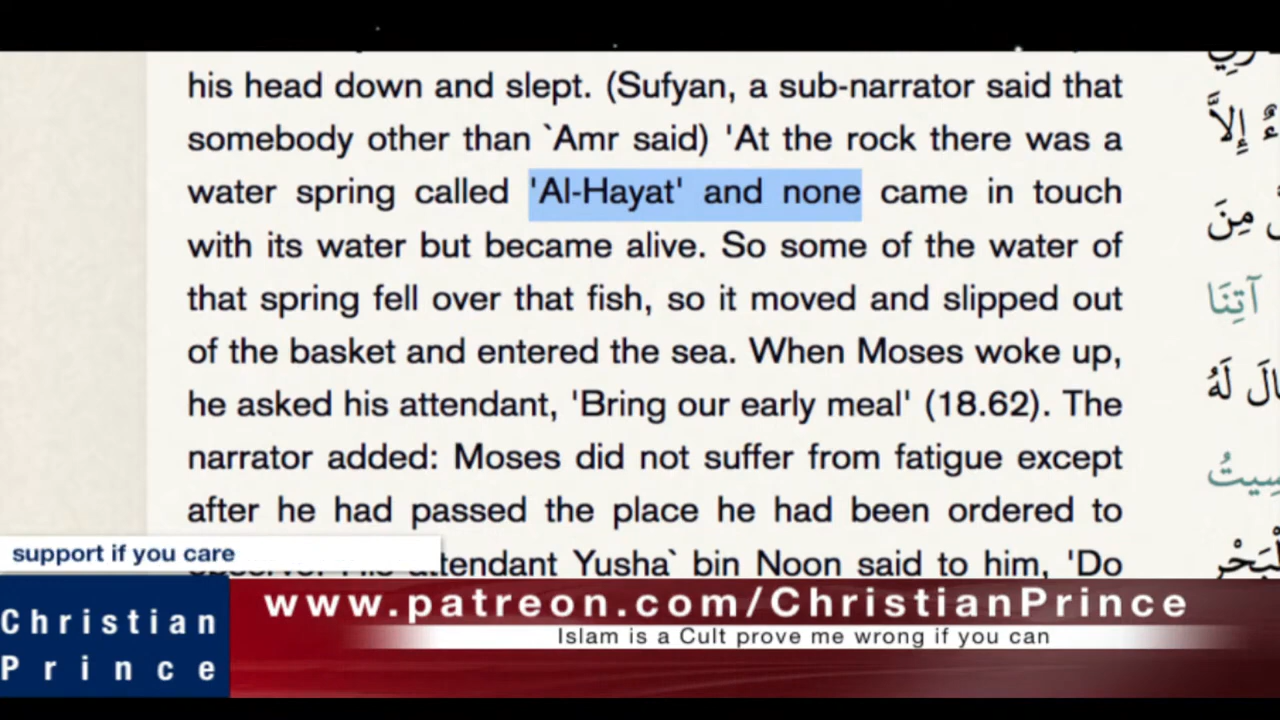 his head down and slept. (Sufyan, a sub-narrator said that
somebody other than `Amr said) 'At the rock there was a
water spring called 'Al-Hayat' and none came in touch
with its water but became alive. So some of the water of
that spring fell over that fish, so it moved and slipped out
of the basket and entered the sea. When Moses woke up,
he asked his attendant, 'Bring our early meal' (18.62). The
narrator added: Moses did not suffer from fatigue except
after he had passed the place he had been ordered to
attendant Yusha` bin Noon said to him, 'Do
ءٌ إِلاَّ
مِنَ
آتِنَا
لَهُ
support if you care
Christian
Prince
www.patreon.com/ChristianPrince
Islam is a Cult prove me wrong if you can